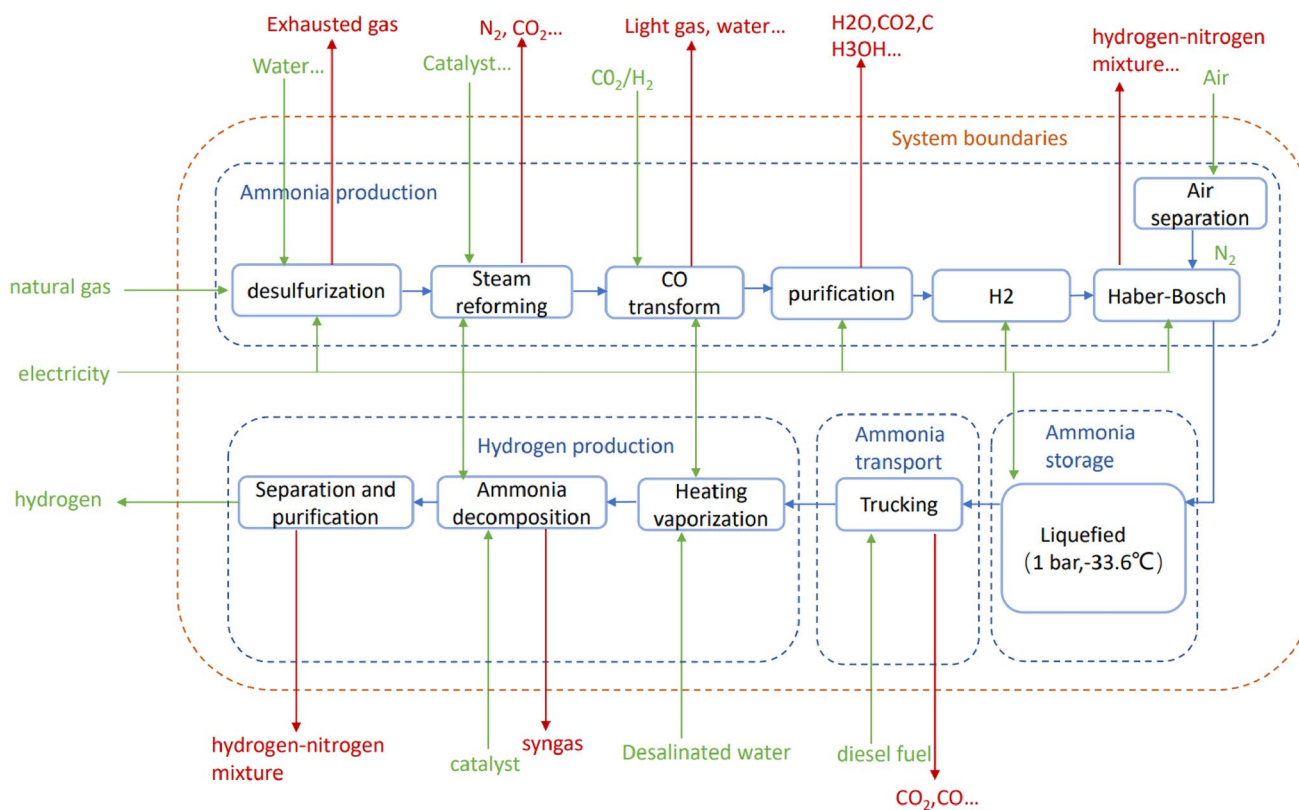 Exhausted gas
N₂, CO₂...
Light gas, water...
H2O,CO2,C
H3OH...
hydrogen-nitrogen
mixture...
Water...
Catalyst...
C0₂/H₂
Air
System boundaries
Ammonia production
Air
separation
N₂
natural gas
desulfurization
Steam
reforming
CO
transform
purification
H2
Haber-Bosch
electricity
Hydrogen production
Ammonia
transport
Ammonia
storage
hydrogen
Separation and
purification
Ammonia
decomposition
Heating
vaporization
Trucking
Liquefied
(1 bar,-33.6℃)
hydrogen-nitrogen
mixture
catalyst
syngas
Desalinated water
diesel fuel
CO₂,CO...